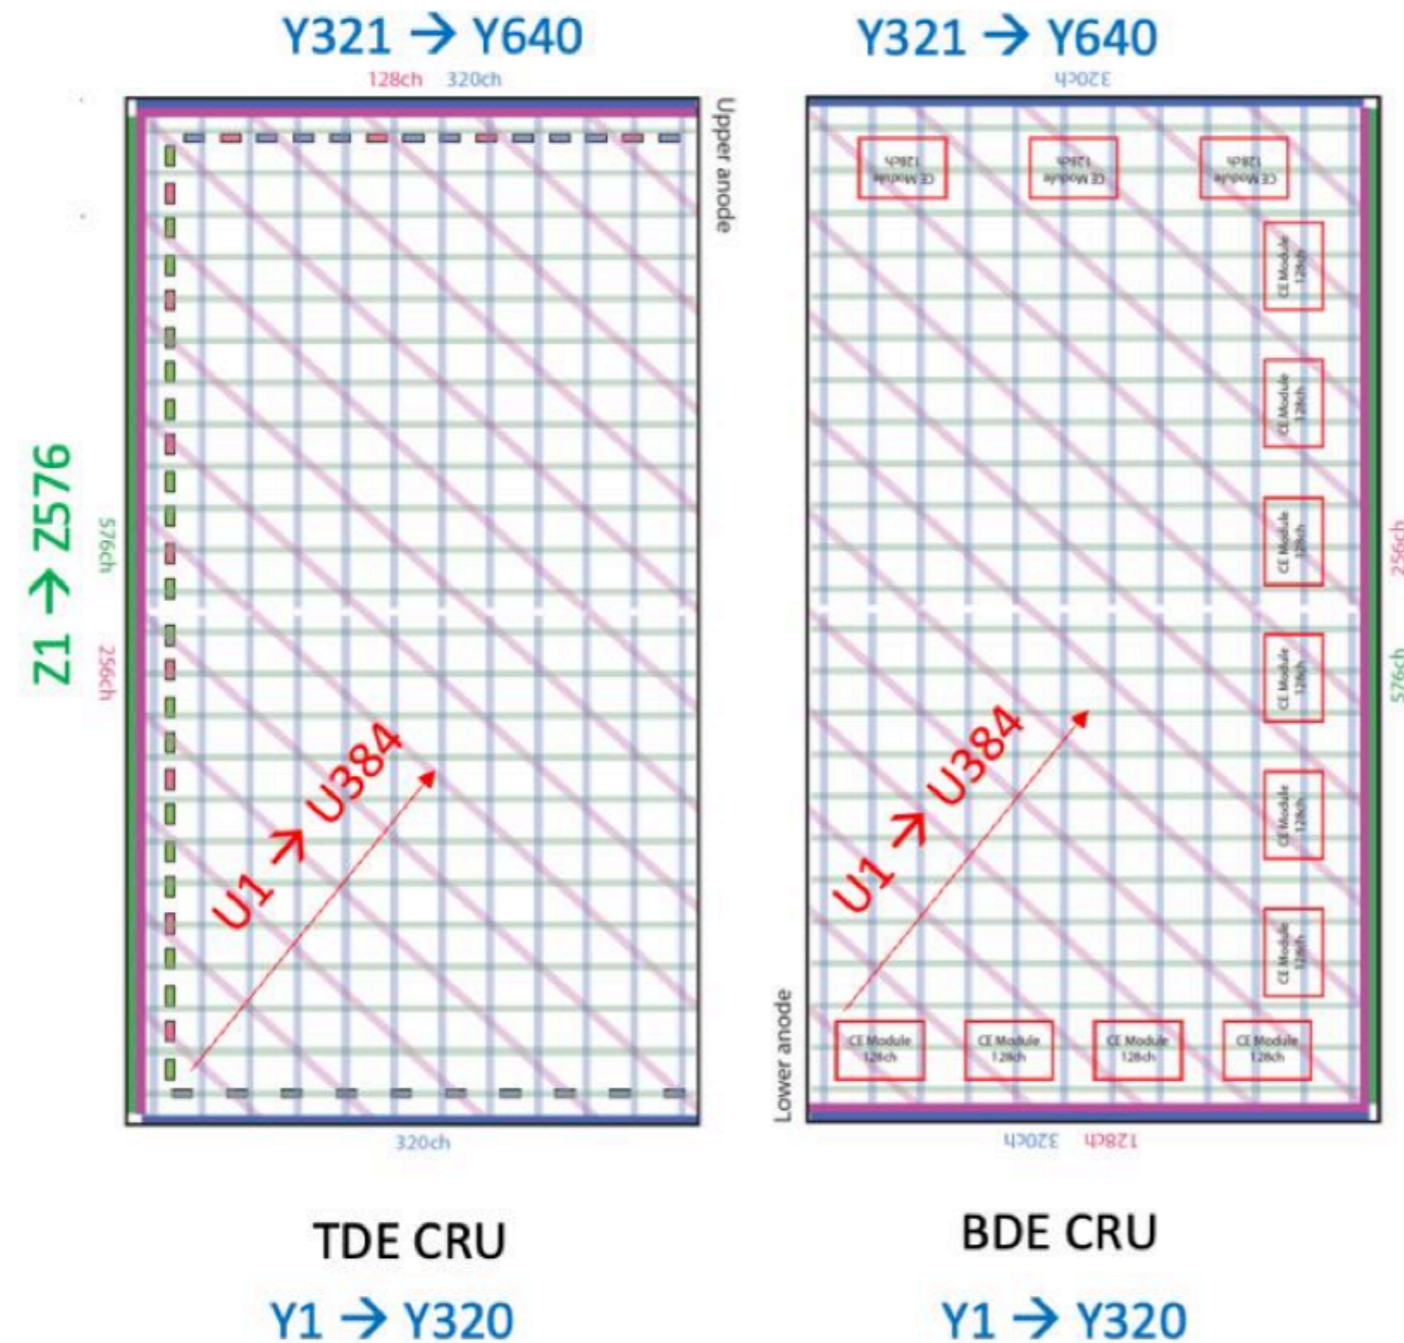 Y321 → Y640
128ch 320ch
Upper anode
Z1 → Z576
576ch
256ch
U1 → U384
320ch
TDE CRU
Y1 → Y320
Y321 → Y640
320ch
CE Module
128ch
CE Module
128ch
CE Module
128ch
CE Module
128ch
CE Module
128ch
CE Module
128ch
CE Module
128ch
CE Module
128ch
CE Module
128ch
256ch
576ch
U1 → U384
Lower anode
CE Module
128ch
CE Module
128ch
CE Module
128ch
CE Module
128ch
320ch 128ch
BDE CRU
Y1 → Y320